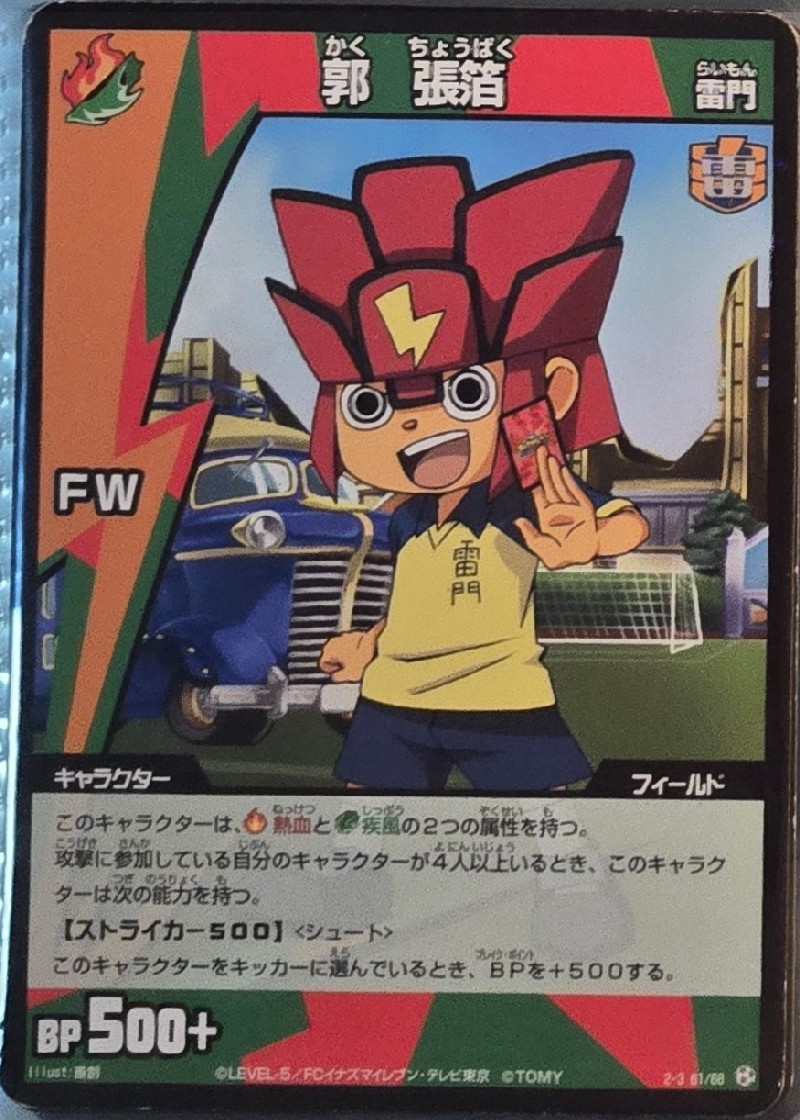 かく ちょうばく
郭 張箔
らいもん
雷門
雷
FW
雷門
キャラクター
フィールド
このキャラクターは、熱血と疾風の2つの属性を持つ。
攻撃に参加している自分のキャラクターが4人以上いるとき、このキャラク
ターは次の能力を持つ。
【ストライカー500】<シュート>
このキャラクターをキッカーに選んでいるとき、BPを+500する。
BP 500+
Illust:画創
©LEVEL-5/FCイナズマイレブン・テレビ東京 ©TOMY
2-3 61/68